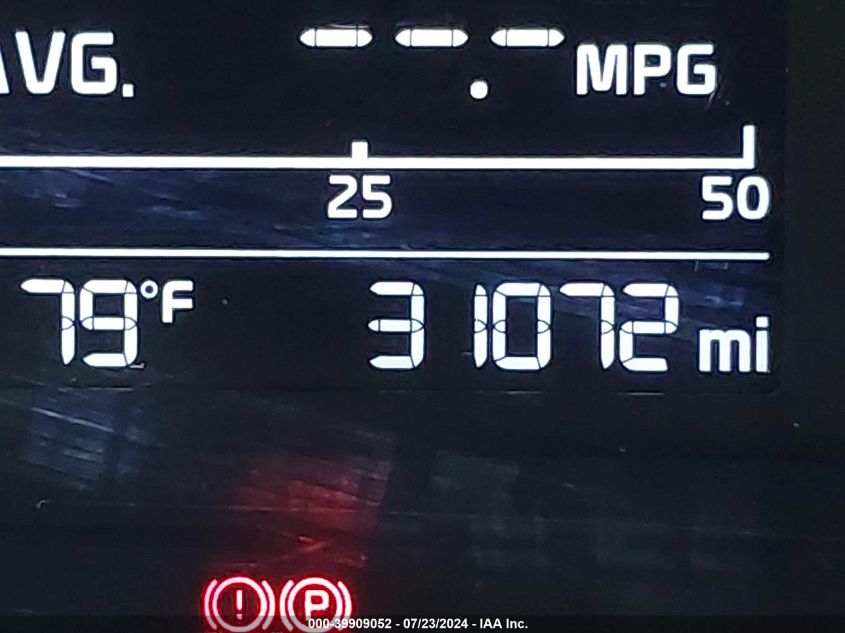 AVG. --- . - MPG
25 50
79°F 31072 mi
! P
000-39909052 - 07/23/2024 - IAA Inc.